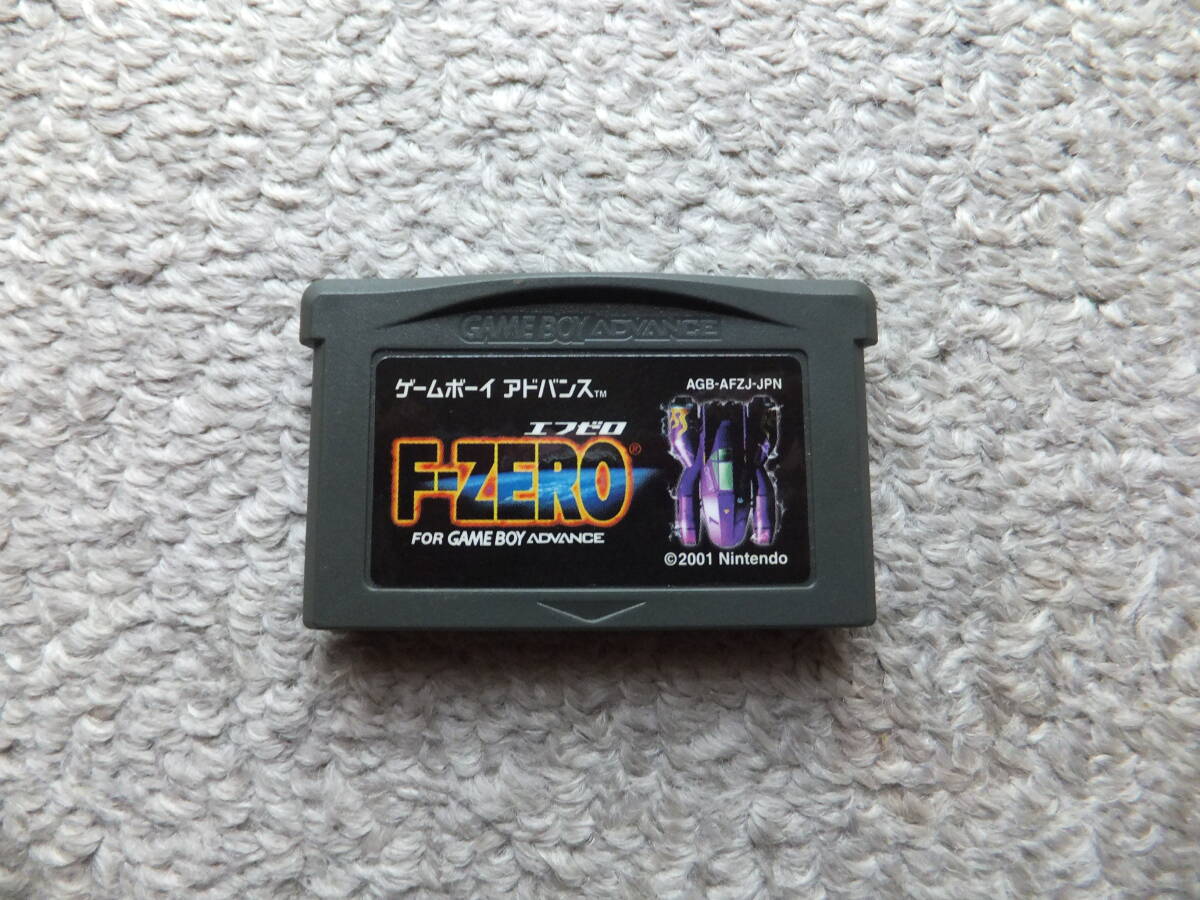 GAME BOY ADVANCE
ゲームボーイ アドバンス™
AGB-AFZJ-JPN
エフゼロ
F-ZERO®
FOR GAME BOY ADVANCE
©2001 Nintendo